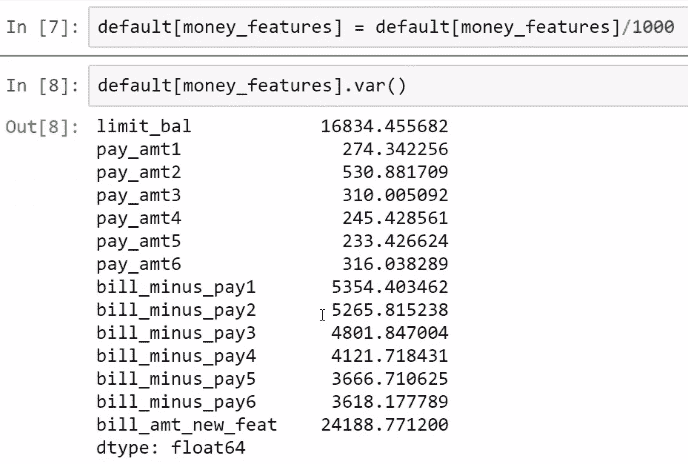 In [7]: default[money_features] = default[money_features]/1000
In [8]: default[money_features].var()
Out[8]: limit_bal 16834.455682
pay_amt1 274.342256
pay_amt2 530.881709
pay_amt3 310.005092
pay_amt4 245.428561
pay_amt5 233.426624
pay_amt6 316.038289
bill_minus_pay1 5354.403462
bill_minus_pay2 5265.815238
bill_minus_pay3 4801.847004
bill_minus_pay4 4121.718431
bill_minus_pay5 3666.710625
bill_minus_pay6 3618.177789
bill_amt_new_feat 24188.771200
dtype: float64